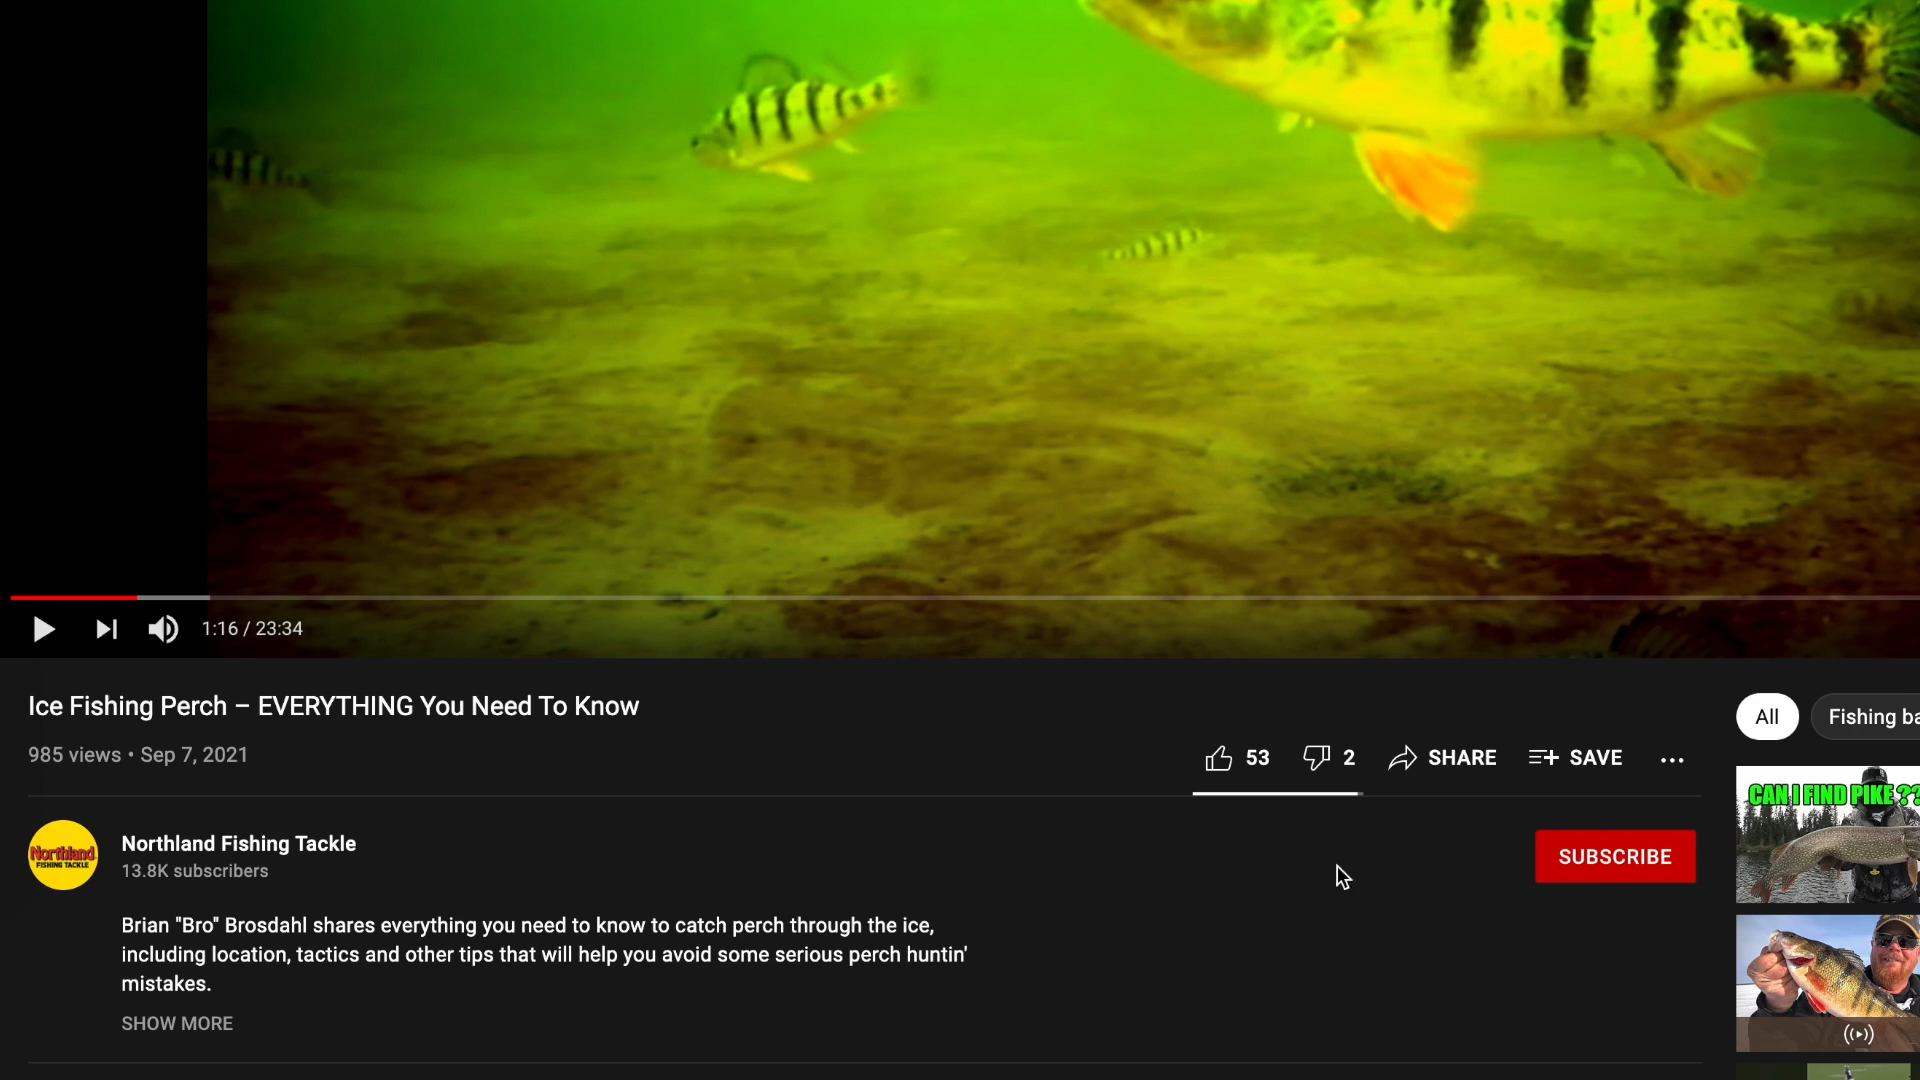 1:16 / 23:34
Ice Fishing Perch – EVERYTHING You Need To Know
985 views • Sep 7, 2021
53
2
SHARE
SAVE
Northland
FISHING TACKLE
Northland Fishing Tackle
13.8K subscribers
SUBSCRIBE
Brian "Bro" Brosdahl shares everything you need to know to catch perch through the ice,
including location, tactics and other tips that will help you avoid some serious perch huntin'
mistakes.
SHOW MORE
All
Fishing ba
CAN I FIND PIKE ??